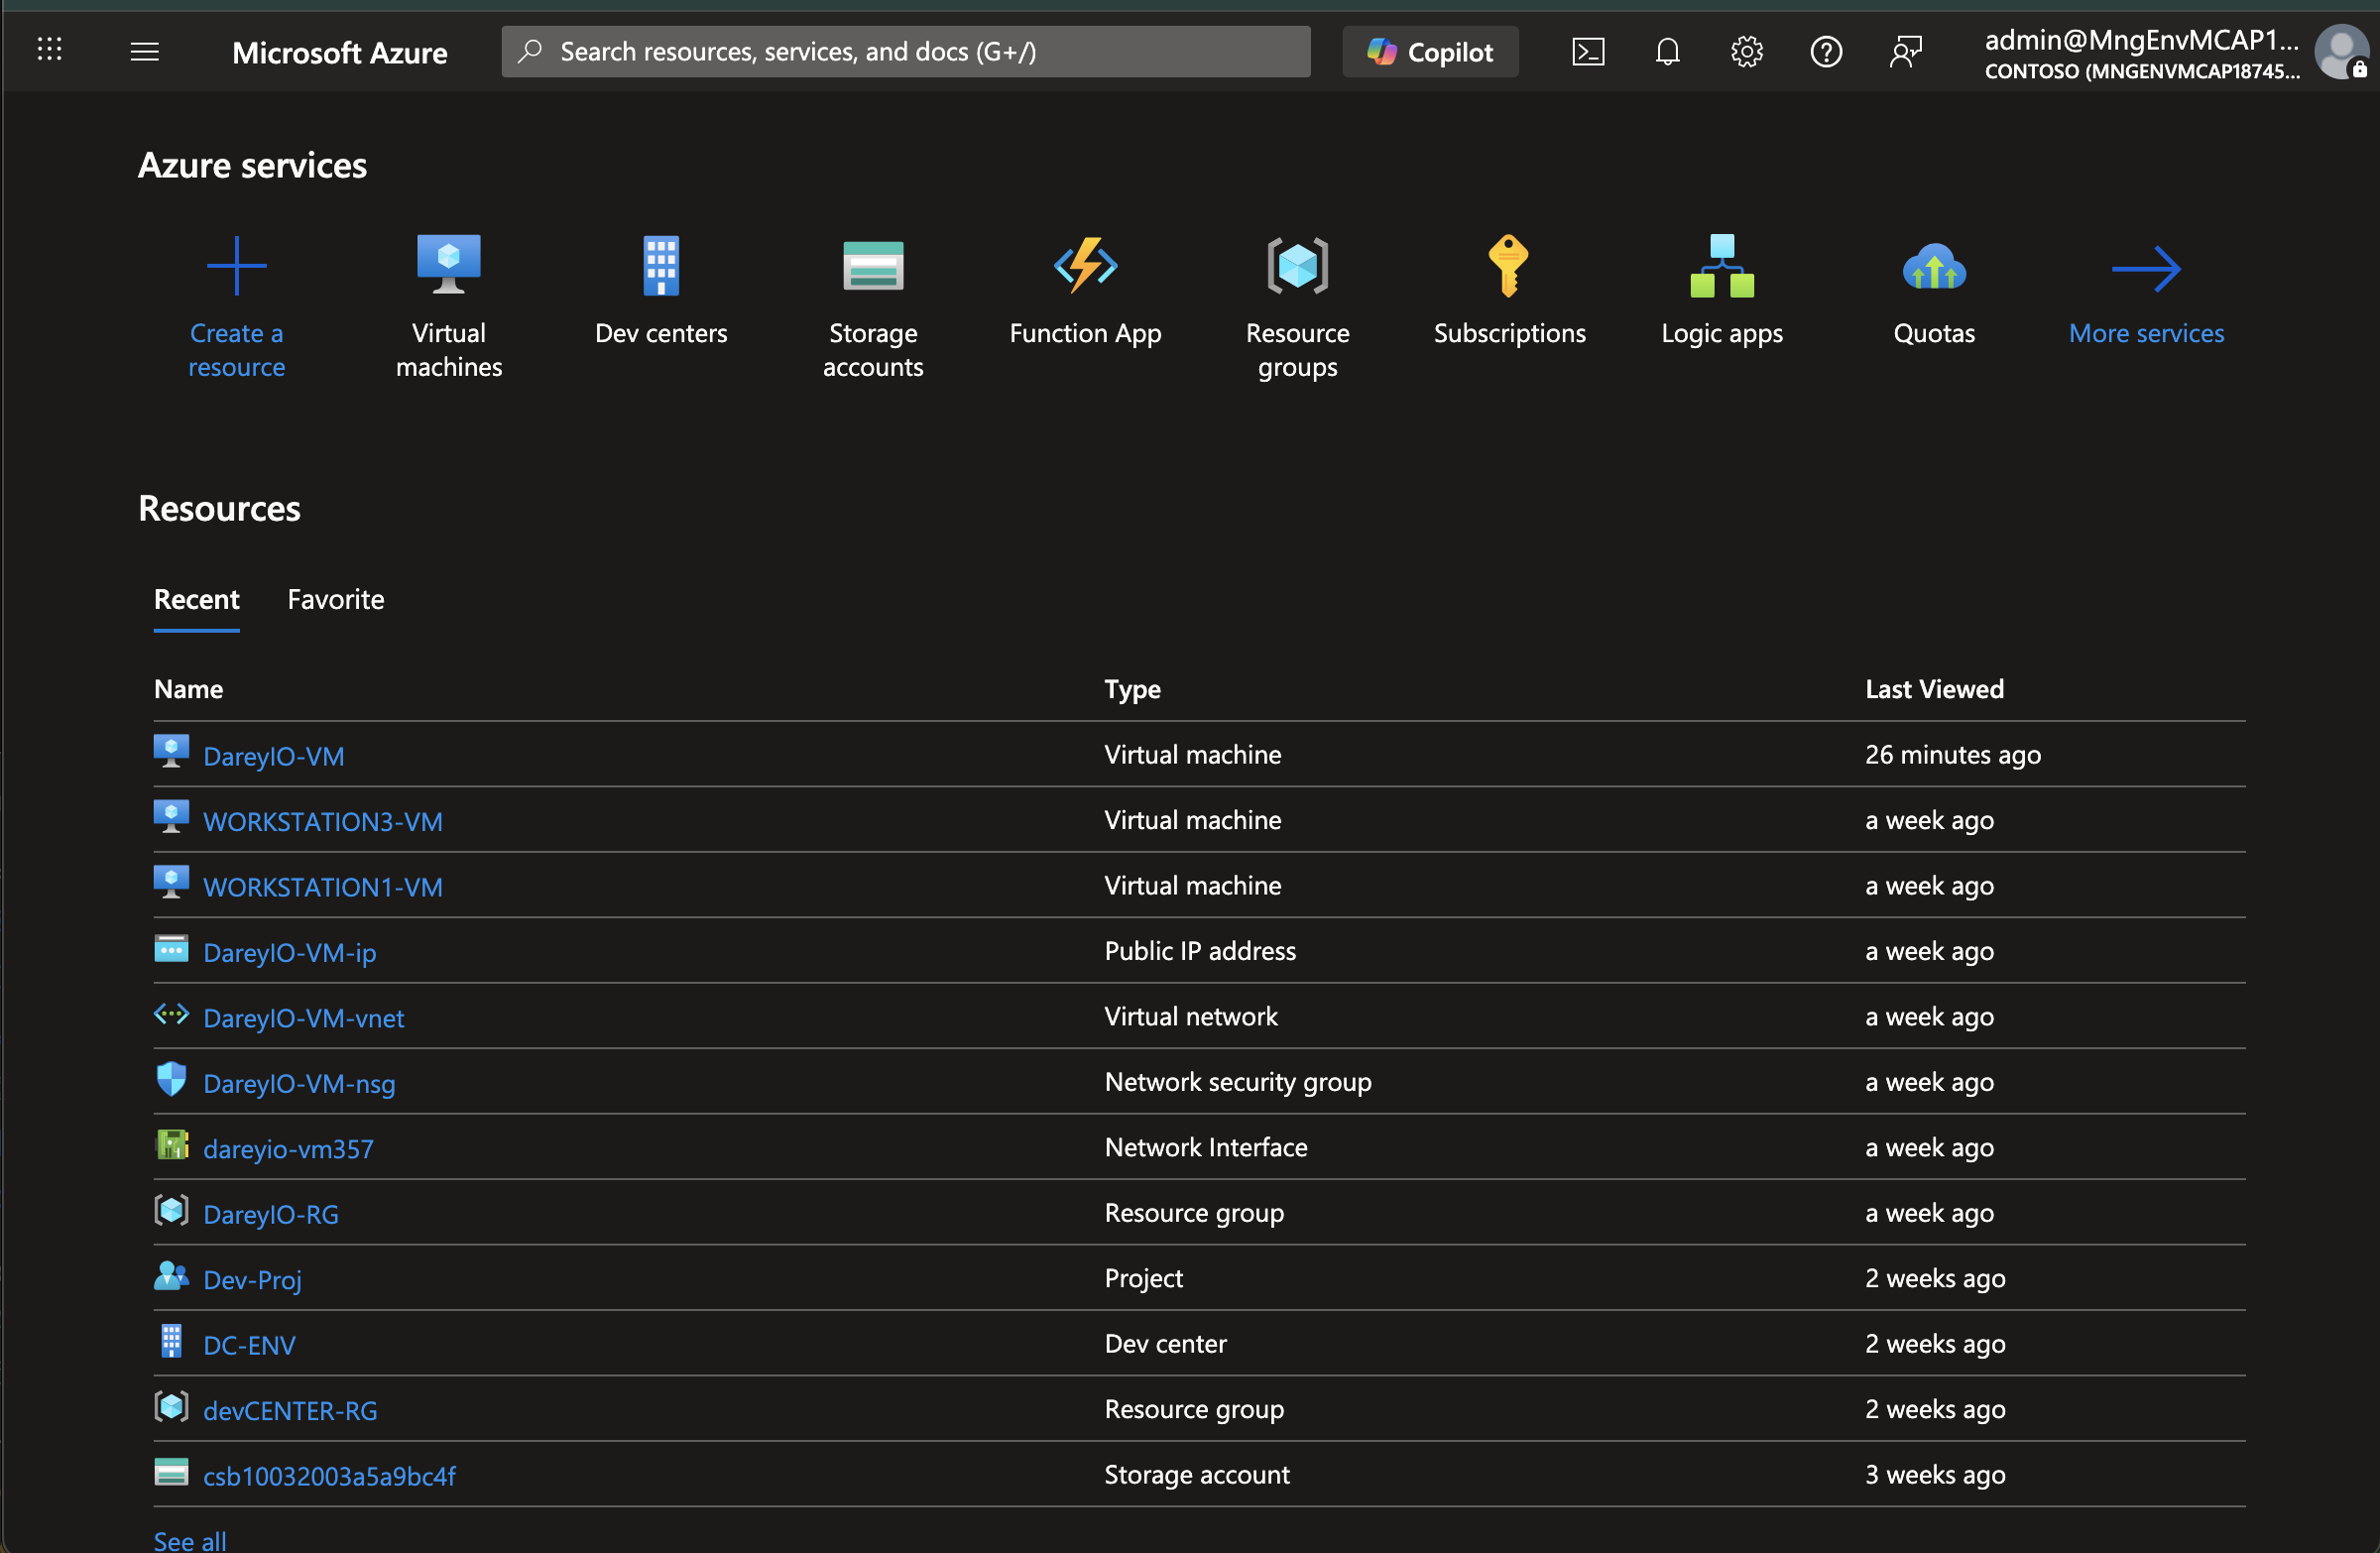 Microsoft Azure
Search resources, services, and docs (G+/)
Copilot
admin@MngEnvMCAP1...
CONTOSO (MNGENVMCAP18745...
Azure services
Create a
resource
Virtual
machines
Dev centers
Storage
accounts
Function App
Resource
groups
Subscriptions
Logic apps
Quotas
More services
Resources
Recent Favorite
Name Type Last Viewed
DareyIO-VM Virtual machine 26 minutes ago
WORKSTATION3-VM Virtual machine a week ago
WORKSTATION1-VM Virtual machine a week ago
DareyIO-VM-ip Public IP address a week ago
DareyIO-VM-vnet Virtual network a week ago
DareyIO-VM-nsg Network security group a week ago
dareyio-vm357 Network Interface a week ago
DareyIO-RG Resource group a week ago
Dev-Proj Project 2 weeks ago
DC-ENV Dev center 2 weeks ago
devCENTER-RG Resource group 2 weeks ago
csb10032003a5a9bc4f Storage account 3 weeks ago
See all